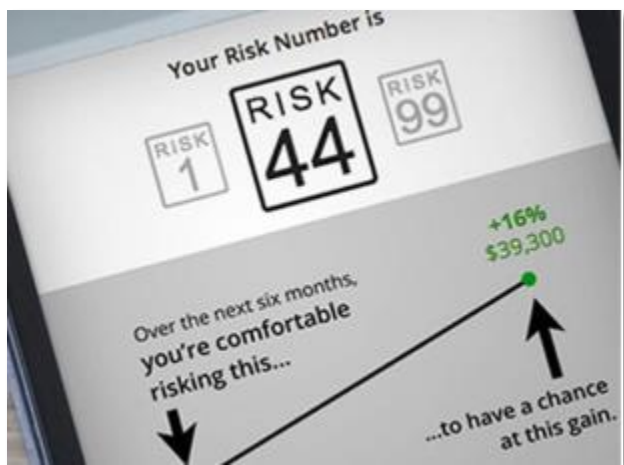 Your Risk Number is
RISK
1
RISK
44
RISK
99
+16%
$39,300
Over the next six months,
you're comfortable
risking this...
...to have a chance
at this gain.